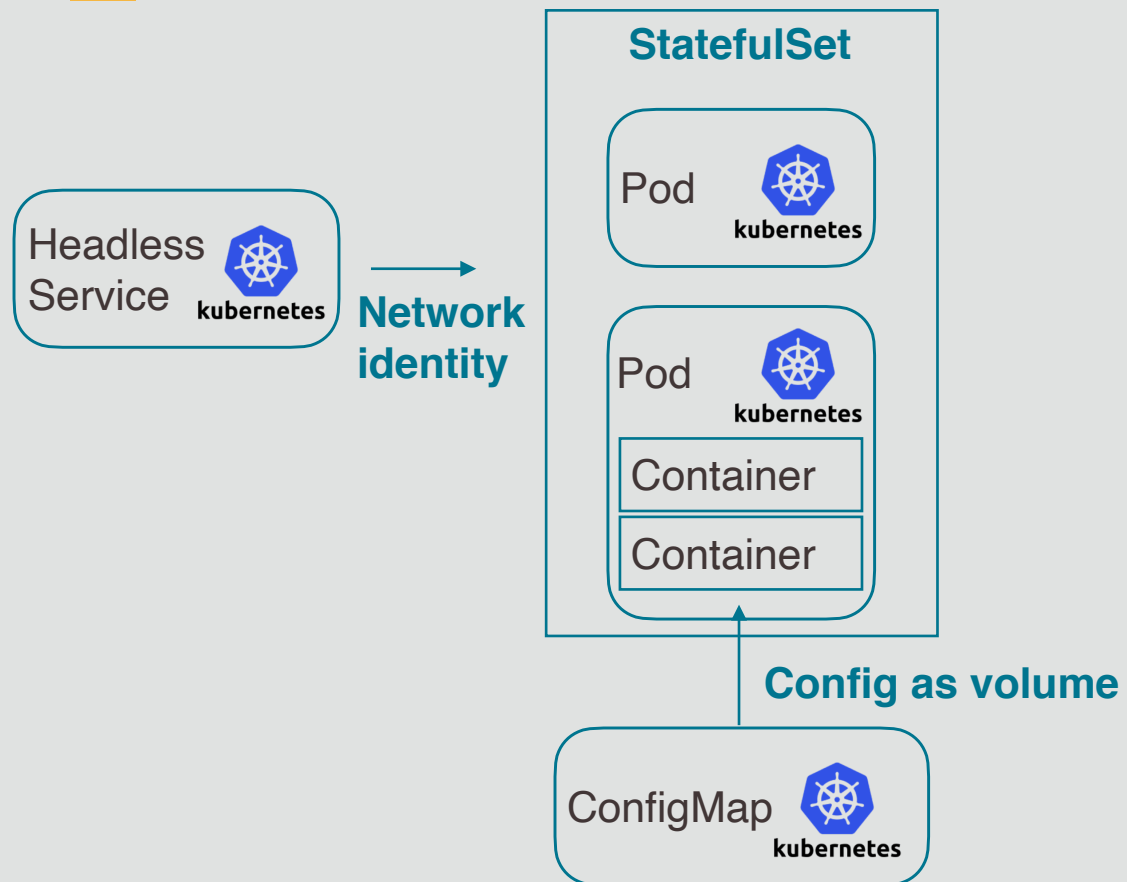 StatefulSet
Pod
kubernetes
Headless
Service
kubernetes
Network
identity
Pod
kubernetes
Container
Container
Config as volume
ConfigMap
kubernetes